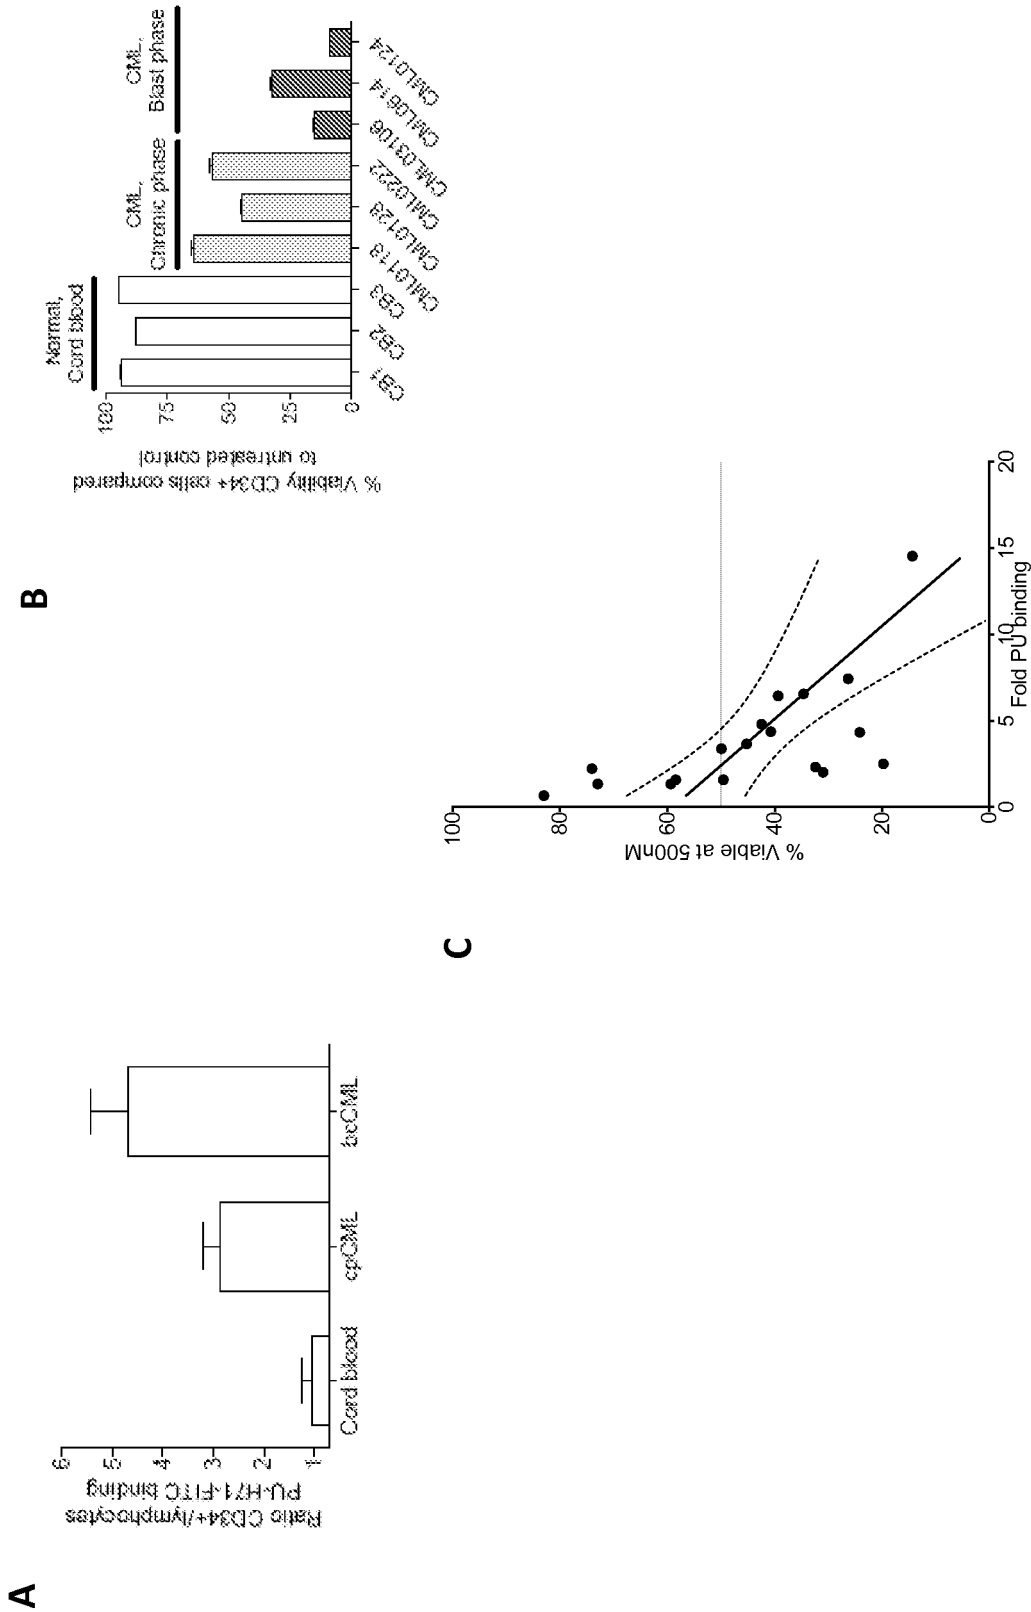 A
Ratio CD34+/lymphocytes
PU-H71-FITC binding
6
5
4
3
2
1
Cord blood
cpCML
bcCML
B
% Viability CD34+ cells compared
to untreated control
100
75
50
25
0
Normal,
Cord blood
CML,
Chronic phase
CML,
Blast phase
CB1
CB2
CB3
CML0118
CML0128
CML0222
CML03106
CML0614
CML0124
C
% Viable at 500nM
100
80
60
40
20
0
0
5
10
15
20
Fold PU binding